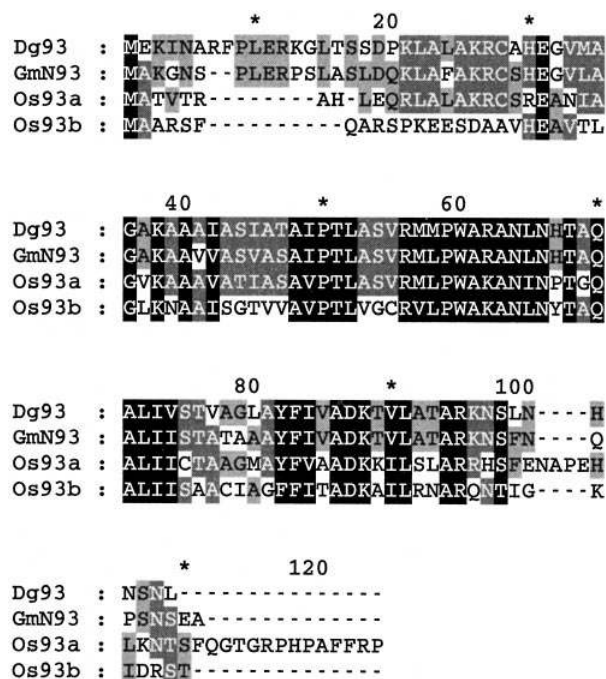 * 20 *
Dg93 : MEKINARFPLERKGLTSSDPKLALAKRCAHEGVMA
GmN93 : MAKGNS--PLERPSLASLDQKLAFAKRCSHEGVLA
Os93a : MATVTR------AH-LEQRLALAKRCSREANIA
Os93b : MAARSF--------QARSPKEESDAAVHEAVTL
40 * 60 *
Dg93 : GAKAAAIASIATAIPTLASVRMMPWARANLNHTAQ
GmN93 : GAKAAVVASVASAIPTLASVRMLPWARANLNHTAQ
Os93a : GVKAAAVATIASAVPTLASVRMLPWAKANINPTGQ
Os93b : GLKNAAISGTVVAVPTLVGCRVLPWAKANLNYTAQ
80 * 100
Dg93 : ALIVSTVAGLAYFIVADKTVLATARKNSLN----H
GmN93 : ALIISTATAAAYFIVADKTVLATARKNSFN----Q
Os93a : ALIICTAAGMAYFVAADKKILSLARRHSFENAPEH
Os93b : ALIISAACIAGFFITADKAILRNARQNTIG----K
* 120
Dg93 : NSNL---------------
GmN93 : PSNSEA-------------
Os93a : LKNTSFQGTGRPHPAFFRP
Os93b : IDRST--------------